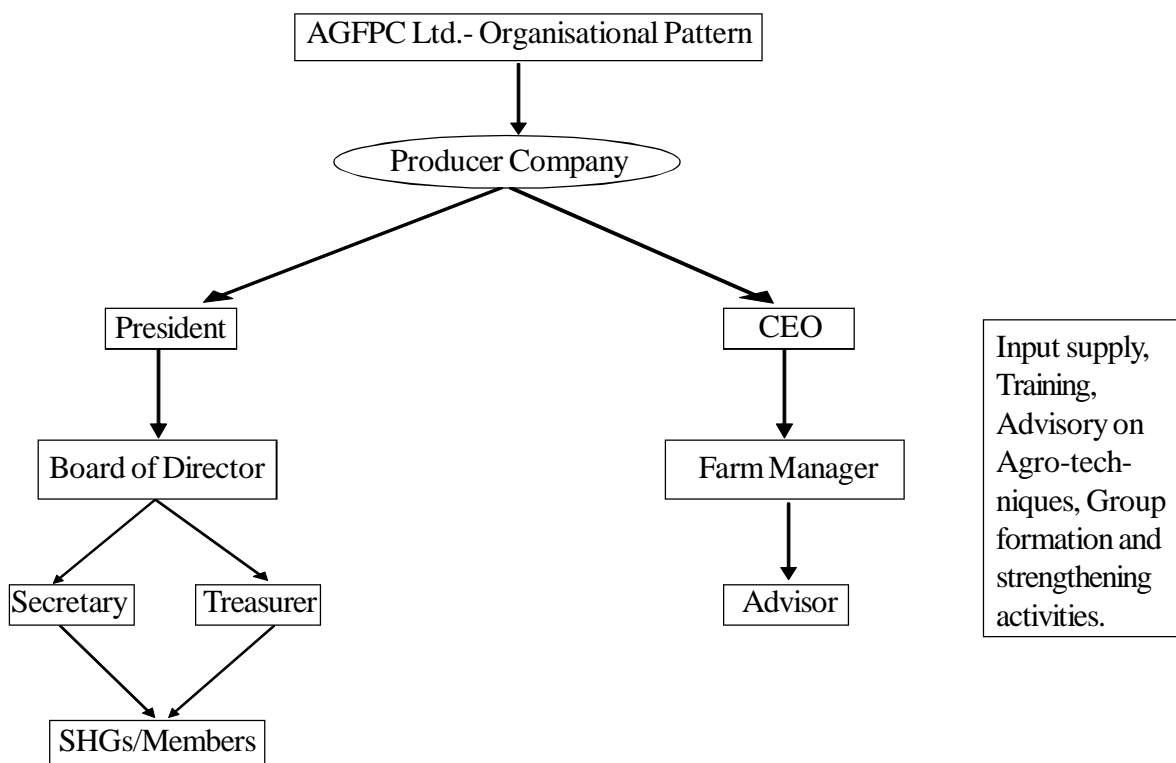 AGFPC Ltd.- Organisational Pattern
Producer Company
President
CEO
Board of Director
Farm Manager
Secretary
Treasurer
Advisor
SHGs/Members
Input supply,
Training,
Advisory on
Agro-tech-
niques, Group
formation and
strengthening
activities.